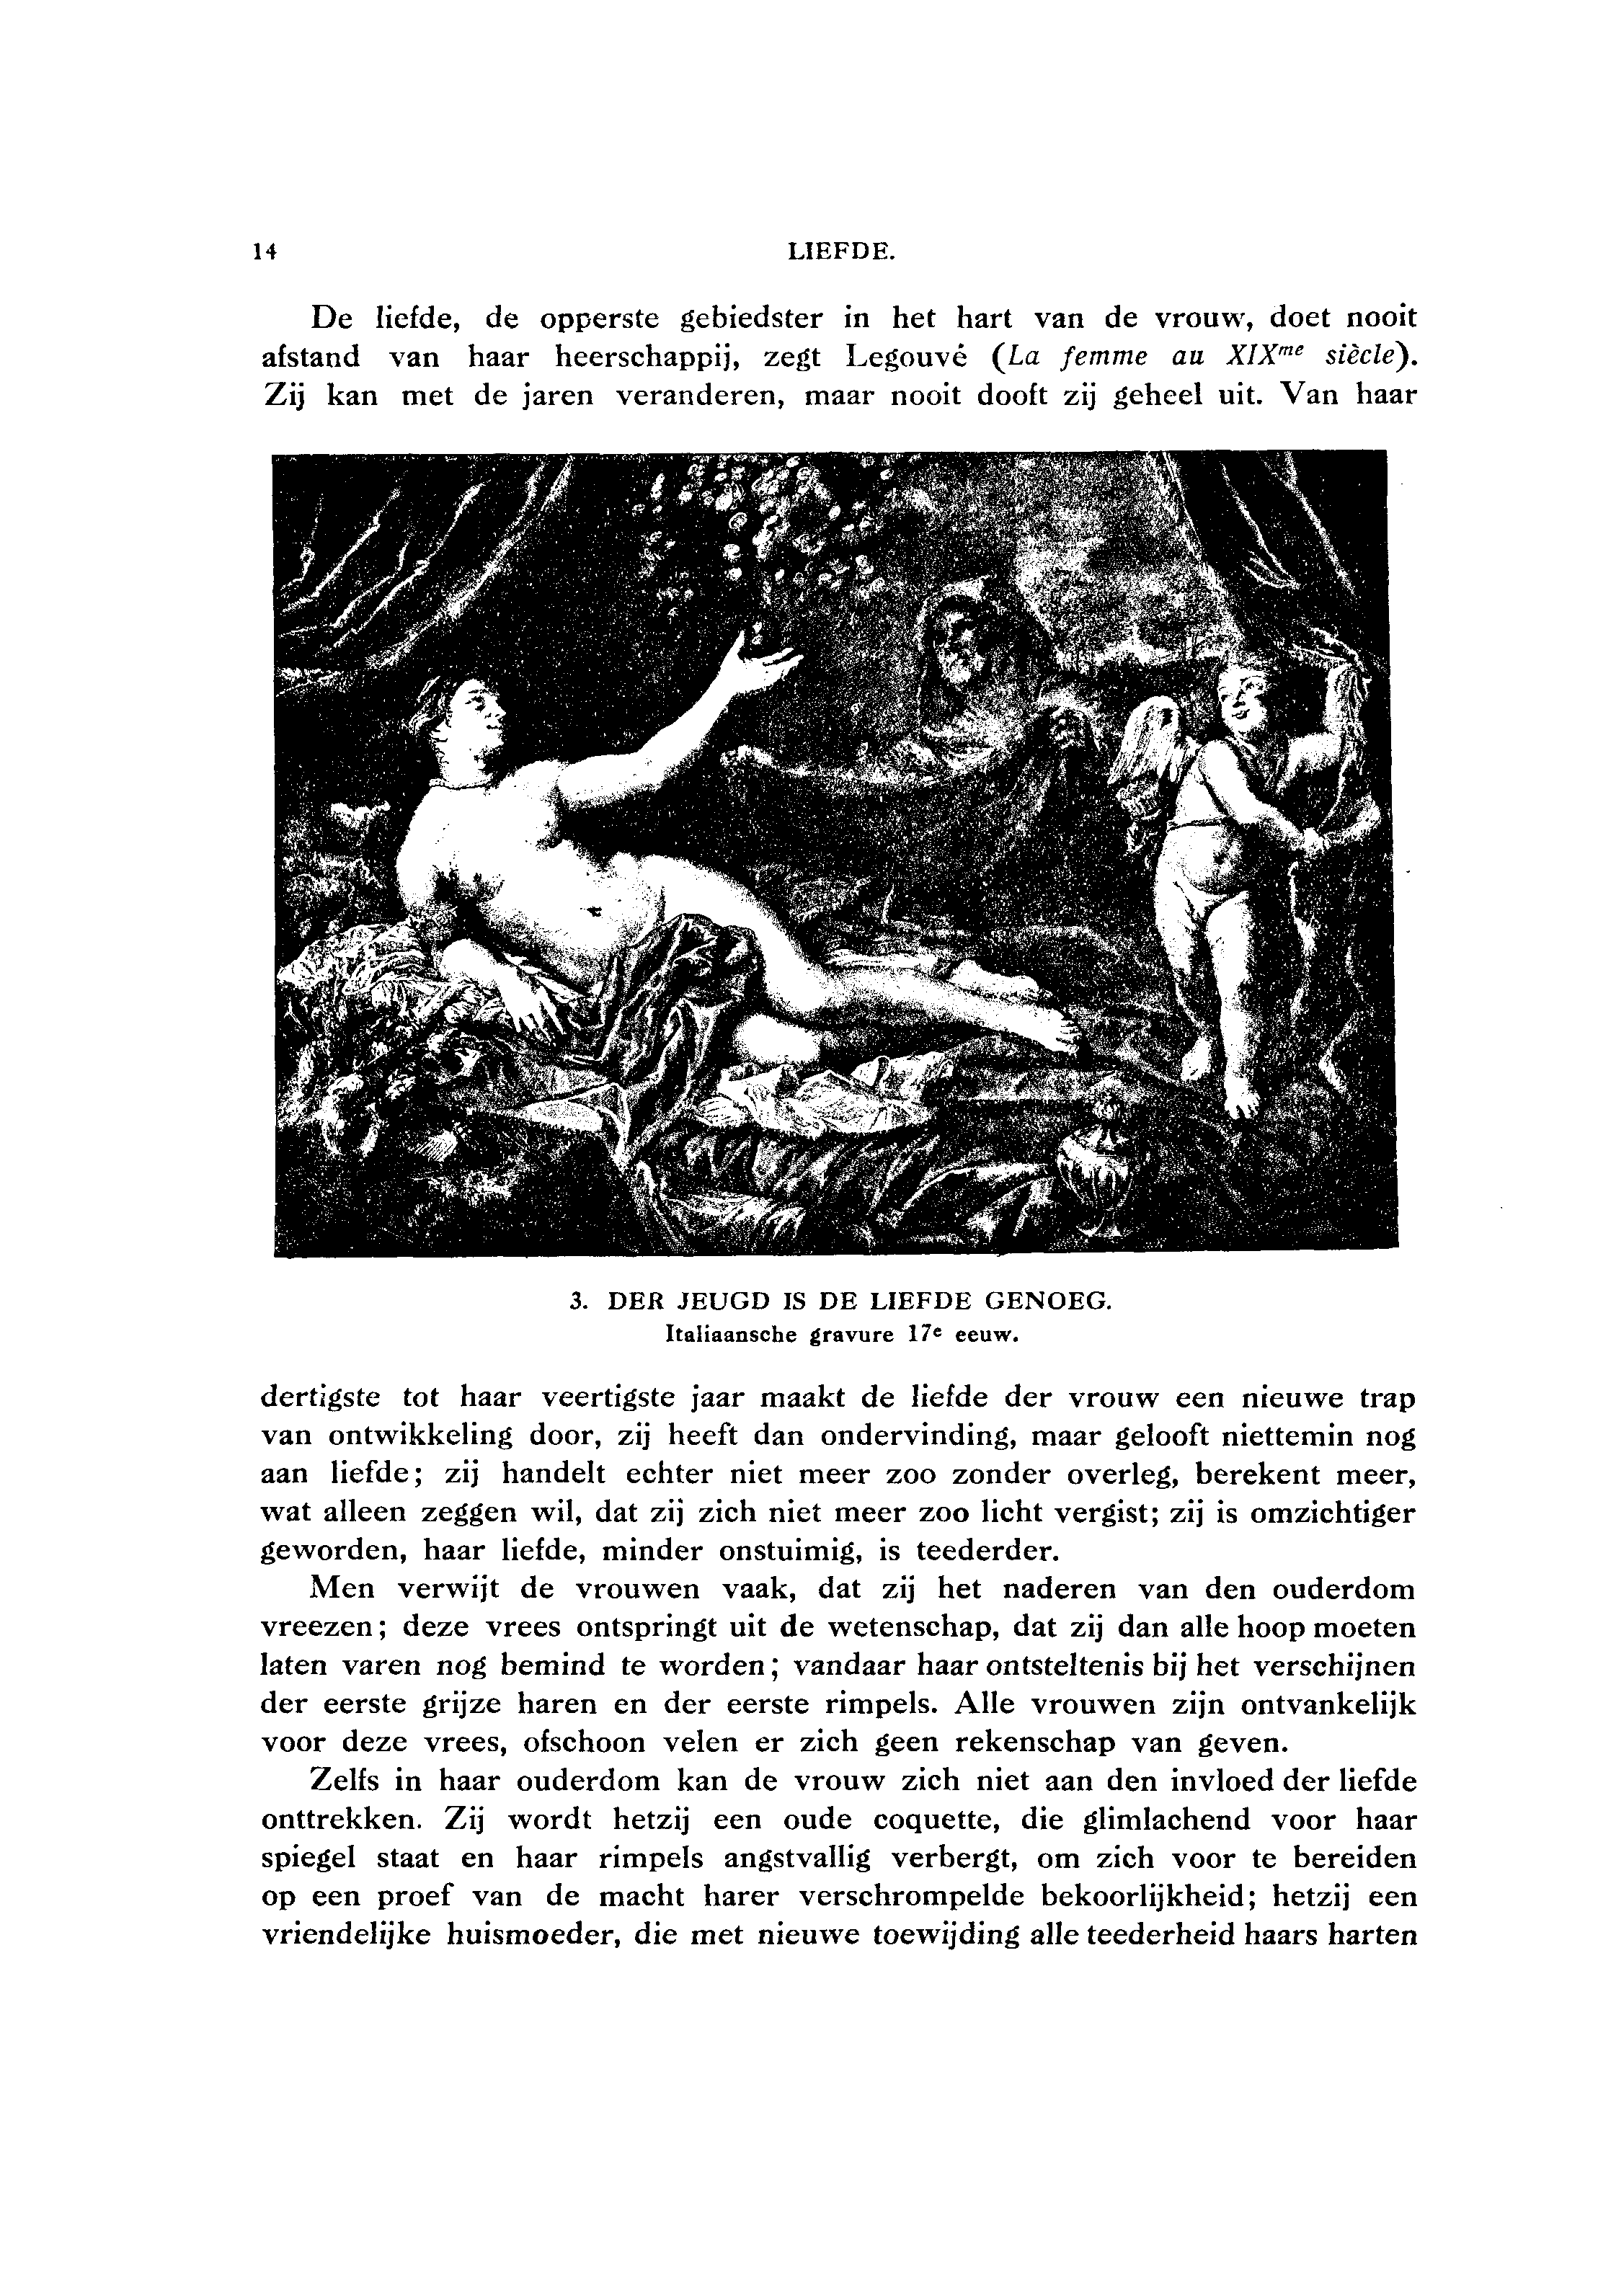 14
LIEFDE.
De liefde, de opperste gebiedster in het hart van de vrouw, doet nooit
afstand van haar heerschappij, zegt Legouvé (La femme au XIXme siècle).
Zij kan met de jaren veranderen, maar nooit dooft zij geheel uit. Van haar
3. DER JEUGD IS DE LIEFDE GENOEG.
Italiaansche gravure 17e eeuw.
dertigste tot haar veertigste jaar maakt de liefde der vrouw een nieuwe trap
van ontwikkeling door, zij heeft dan ondervinding, maar gelooft niettemin nog
aan liefde; zij handelt echter niet meer zoo zonder overleg, berekent meer,
wat alleen zeggen wil, dat zij zich niet meer zoo licht vergist; zij is omzichtiger
geworden, haar liefde, minder onstuimig, is teederder.
Men verwijt de vrouwen vaak, dat zij het naderen van den ouderdom
vreezen; deze vrees ontspringt uit de wetenschap, dat zij dan alle hoop moeten
laten varen nog bemind te worden; vandaar haar ontsteltenis bij het verschijnen
der eerste grijze haren en der eerste rimpels. Alle vrouwen zijn ontvankelijk
voor deze vrees, ofschoon velen er zich geen rekenschap van geven.
Zelfs in haar ouderdom kan de vrouw zich niet aan den invloed der liefde
onttrekken. Zij wordt hetzij een oude coquette, die glimlachend voor haar
spiegel staat en haar rimpels angstvallig verbergt, om zich voor te bereiden
op een proef van de macht harer verschrompelde bekoorlijkheid; hetzij een
vriendelijke huismoeder, die met nieuwe toewijding alle teederheid haars harten